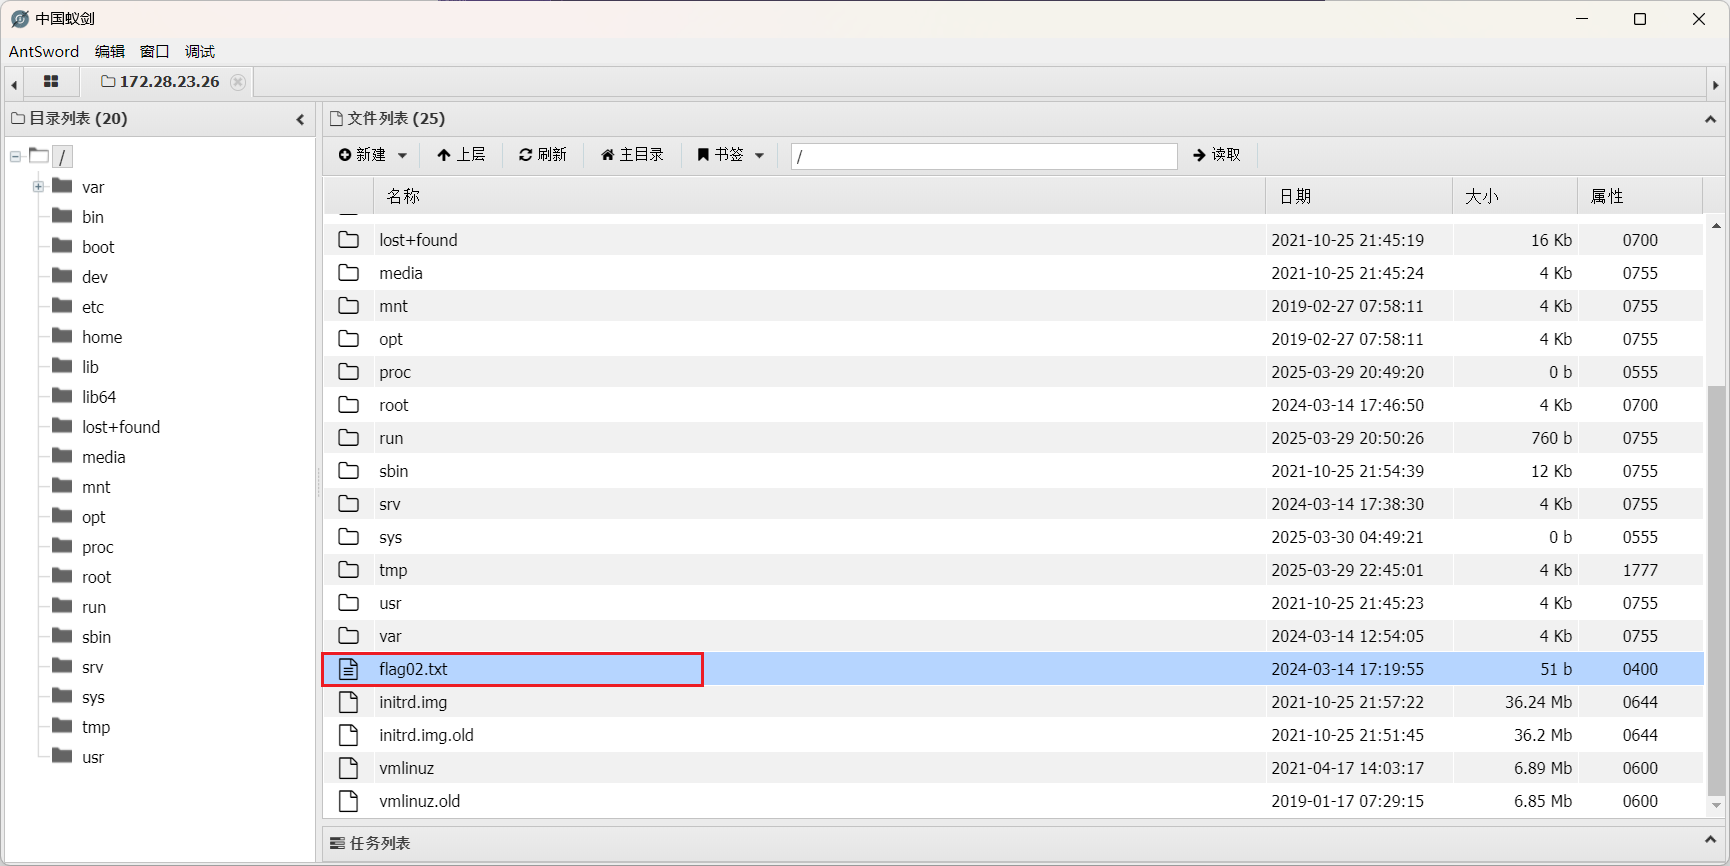 中国蚁剑
AntSword 编辑 窗口 调试
172.28.23.26
目录列表 (20)
/
var
bin
boot
dev
etc
home
lib
lib64
lost+found
media
mnt
opt
proc
root
run
sbin
srv
sys
tmp
usr
文件列表 (25)
新建 上层 刷新 主目录 书签 / 读取
名称 日期 大小 属性
lost+found 2021-10-25 21:45:19 16 Kb 0700
media 2021-10-25 21:45:24 4 Kb 0755
mnt 2019-02-27 07:58:11 4 Kb 0755
opt 2019-02-27 07:58:11 4 Kb 0755
proc 2025-03-29 20:49:20 0 b 0555
root 2024-03-14 17:46:50 4 Kb 0700
run 2025-03-29 20:50:26 760 b 0755
sbin 2021-10-25 21:54:39 12 Kb 0755
srv 2024-03-14 17:38:30 4 Kb 0755
sys 2025-03-30 04:49:21 0 b 0555
tmp 2025-03-29 22:45:01 4 Kb 1777
usr 2021-10-25 21:45:23 4 Kb 0755
var 2024-03-14 12:54:05 4 Kb 0755
flag02.txt 2024-03-14 17:19:55 51 b 0400
initrd.img 2021-10-25 21:57:22 36.24 Mb 0644
initrd.img.old 2021-10-25 21:51:45 36.2 Mb 0644
vmlinuz 2021-04-17 14:03:17 6.89 Mb 0600
vmlinuz.old 2019-01-17 07:29:15 6.85 Mb 0600
任务列表